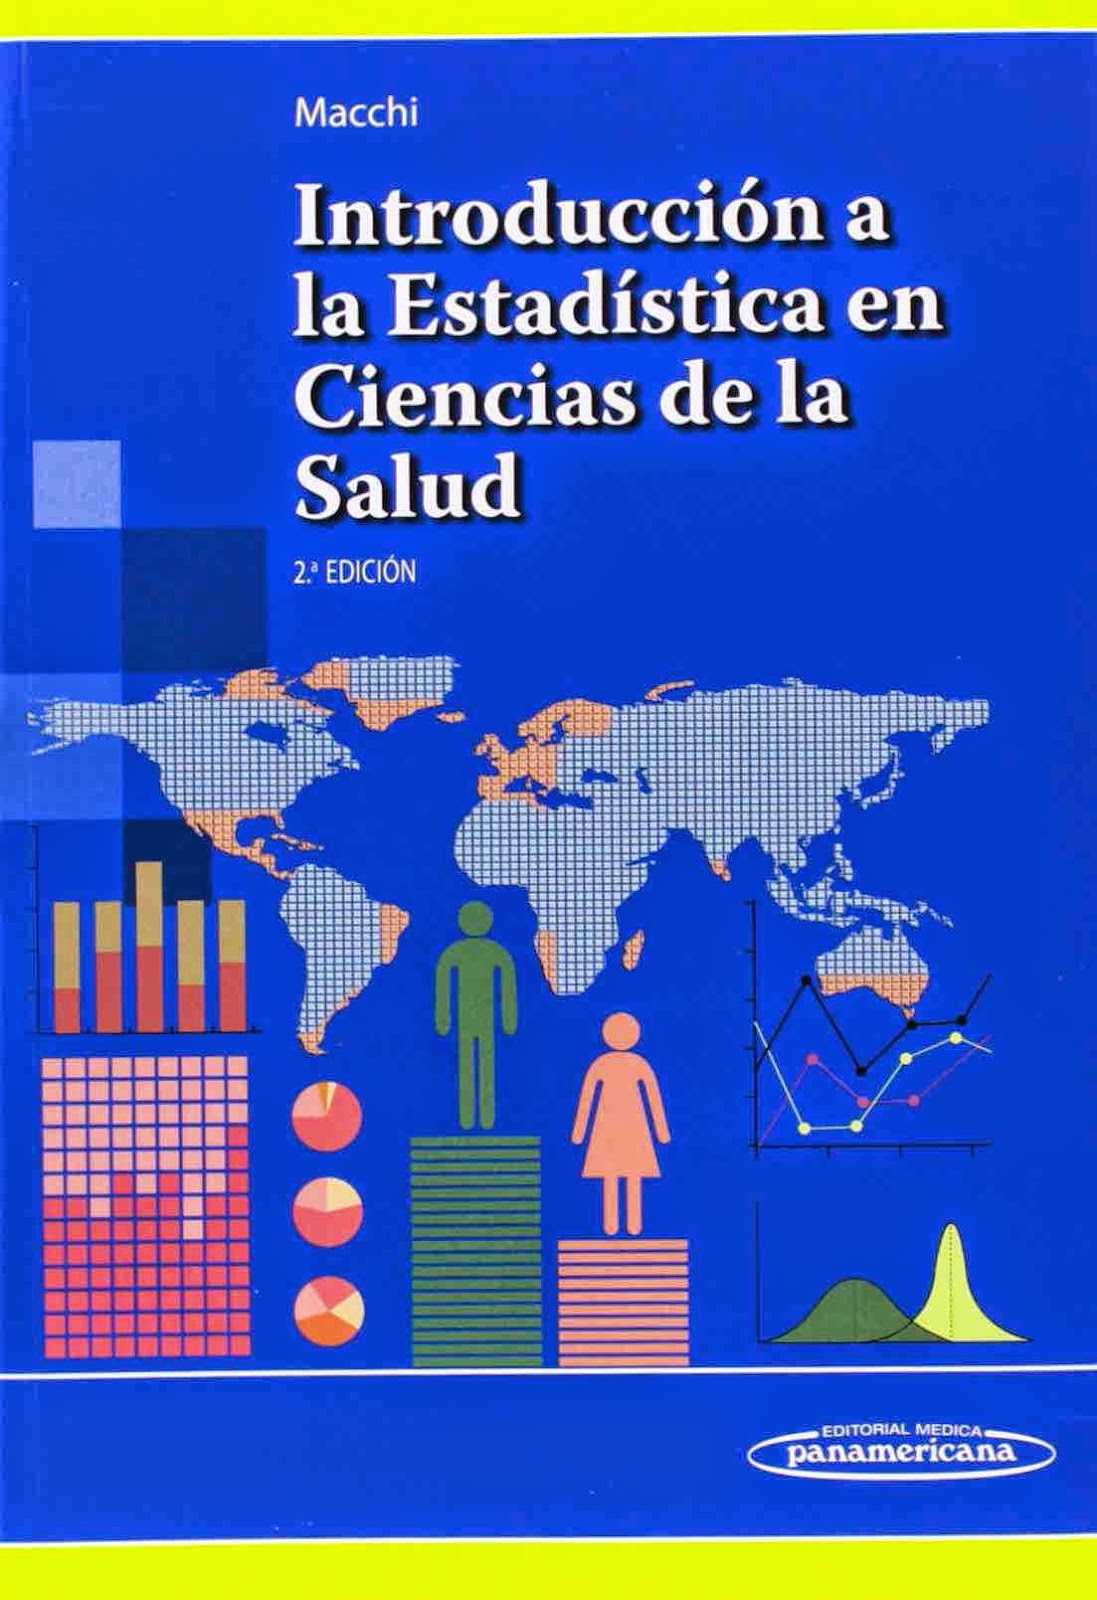 Macchi
Introducción a
la Estadística en
Ciencias de la
Salud
2.ª EDICIÓN
EDITORIAL MEDICA
panamericana